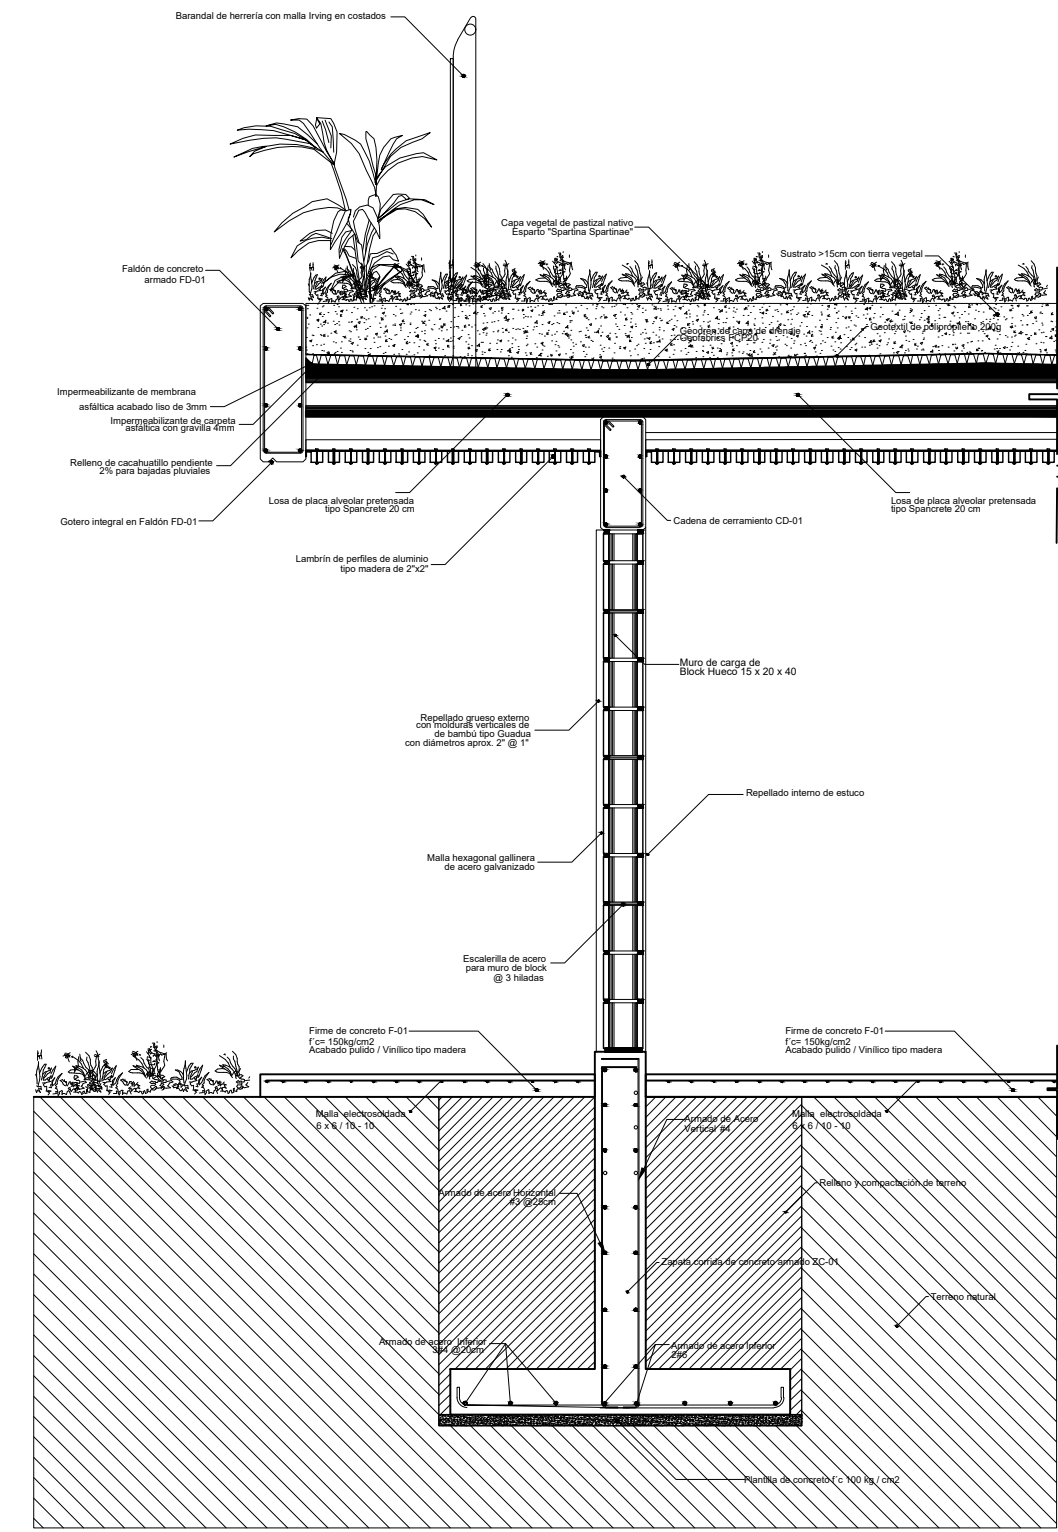 Barandal de herrería con malla Irving en costados
Capa vegetal de pastizal nativo
Esparto "Spartina Spartinae"
Sustrato >15cm con tierra vegetal
Faldón de concreto
armado FD-01
Geodren de capa de drenaje
Geofabrics PCP20
Geotextil de polipropileno 200g
Impermeabilizante de membrana
asfáltica acabado liso de 3mm
Impermeabilizante de carpeta
asfáltica con gravilla 4mm
Relleno de cacahuatillo pendiente
2% para bajadas pluviales
Losa de placa alveolar pretensada
tipo Spancrete 20 cm
Losa de placa alveolar pretensada
tipo Spancrete 20 cm
Gotero integral en Faldón FD-01
Cadena de cerramiento CD-01
Lambrín de perfiles de aluminio
tipo madera de 2"x2"
Muro de carga de
Block Hueco 15 x 20 x 40
Repellado grueso externo
con molduras verticales de
de bambú tipo Guadua
con diámetros aprox. 2" @ 1"
Repellado interno de estuco
Malla hexagonal gallinera
de acero galvanizado
Escalerilla de acero
para muro de block
@ 3 hiladas
Firme de concreto F-01
f´c= 150kg/cm2
Acabado pulido / Vinílico tipo madera
Firme de concreto F-01
f´c= 150kg/cm2
Acabado pulido / Vinílico tipo madera
Malla electrosoldada
6 x 6 / 10 - 10
Armado de Acero
Vertical #4
Malla electrosoldada
6 x 6 / 10 - 10
Armado de acero Horizontal
#3 @25cm
Relleno y compactación de terreno
Zapata corrida de concreto armado ZC-01
Terreno natural
Armado de acero Inferior
3#4 @20cm
Armado de acero Inferior
2#6
Plantilla de concreto f´c 100 kg / cm2